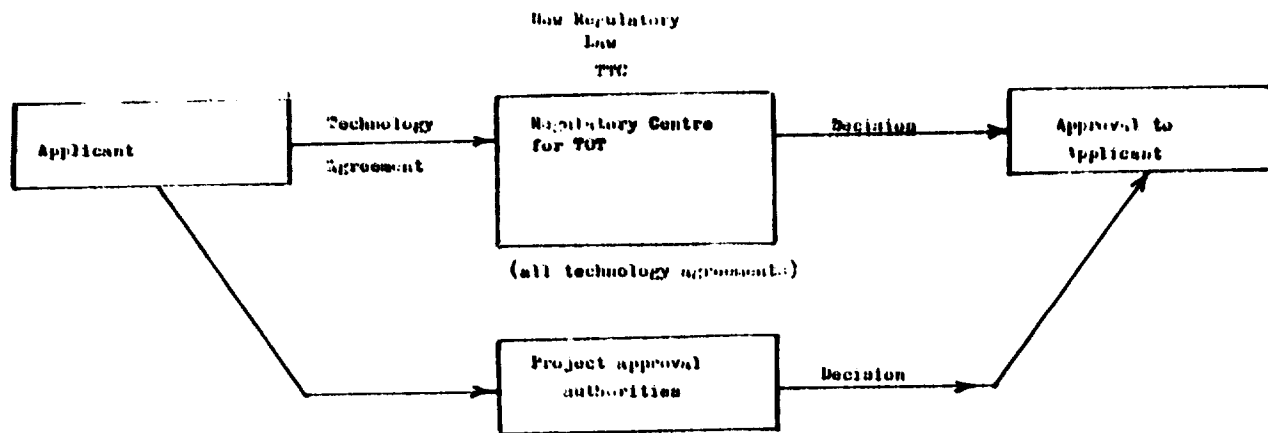 New Regulatory
Law
TTC
Applicant
Technology
Agreement
Regulatory Centre
for TOT
Decision
Approval to
Applicant
(all technology agreements)
Project approval
authorities
Decision